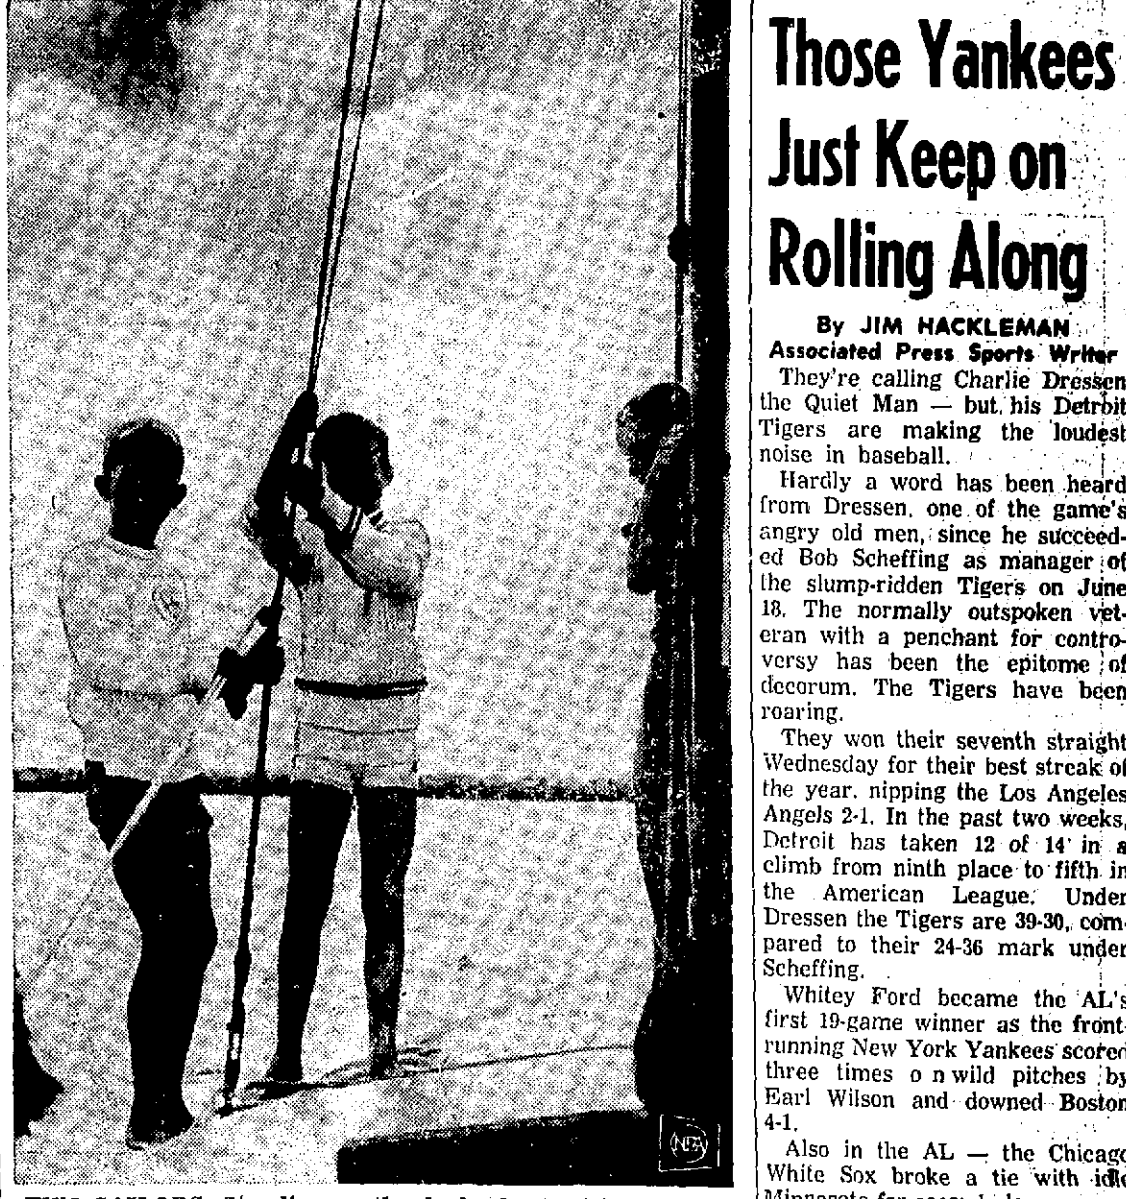 Those Yankees
Just Keep on
Rolling Along
By JIM HACKLEMAN
Associated Press Sports Writer
They're calling Charlie Dressen
the Quiet Man — but his Detroit
Tigers are making the loudest
noise in baseball.
Hardly a word has been heard
from Dressen, one of the game's
angry old men, since he succeed-
ed Bob Scheffing as manager of
the slump-ridden Tigers on June
18. The normally outspoken vet-
eran with a penchant for contro-
versy has been the epitome of
decorum. The Tigers have been
roaring.
They won their seventh straight
Wednesday for their best streak of
the year, nipping the Los Angeles
Angels 2-1. In the past two weeks,
Detroit has taken 12 of 14 in a
climb from ninth place to fifth in
the American League. Under
Dressen the Tigers are 39-30, com-
pared to their 24-36 mark under
Scheffing.
Whitey Ford became the AL's
first 19-game winner as the front-
running New York Yankees scored
three times o n wild pitches by
Earl Wilson and downed Boston
4-1.
Also in the AL — the Chicago
White Sox broke a tie with idle
NEA